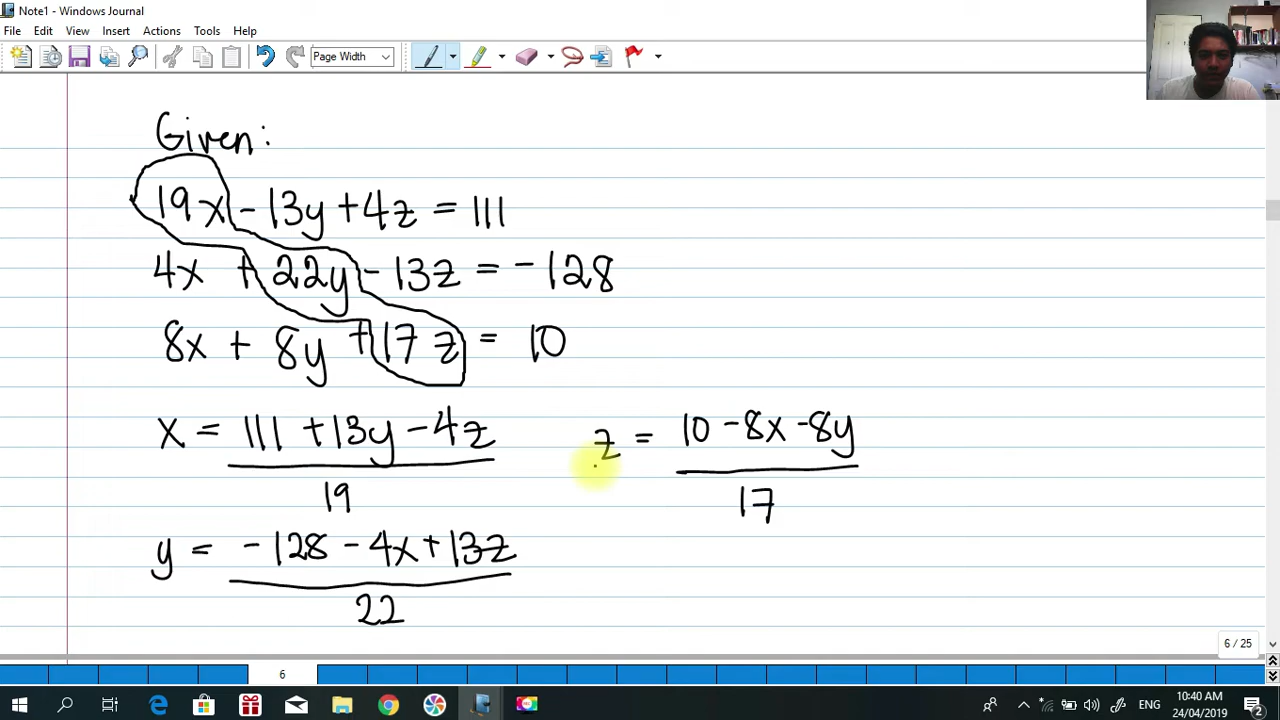 Note1 - Windows Journal
File Edit View Insert Actions Tools Help
Page Width
Given:
19x - 13y + 4z = 111
4x + 22y - 13z = -128
8x + 8y + 17z = 10
x = 111 + 13y - 4z
19
z = 10 - 8x - 8y
17
y = -128 - 4x + 13z
22
6 / 25
6
10:40 AM
ENG
24/04/2019
2